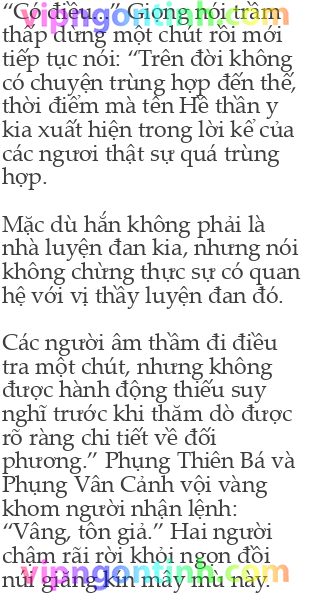 “Có điều...” Giọng nói trầm
thấp dừng một chút rồi mới
tiếp tục nói: “Trên đời không
có chuyện trùng hợp đến thế,
thời điểm mà tên Hề thần y
kia xuất hiện trong lời kể của
các ngươi thật sự quá trùng
hợp.
Mặc dù hắn không phải là
nhà luyện đan kia, nhưng nói
không chừng thực sự có quan
hệ với vị thầy luyện đan đó.
Các người âm thầm đi điều
tra một chút, nhưng không
được hành động thiếu suy
nghĩ trước khi thăm dò được
rõ ràng chi tiết về đối
phương.” Phụng Thiên Bá và
Phụng Vân Cảnh vội vàng
khom người nhận lệnh:
“Vâng, tôn giả.” Hai người
chậm rãi rời khỏi ngọn đồi
núi giăng kín mây mù này.
vipngontinh.com
vipngontinh.com